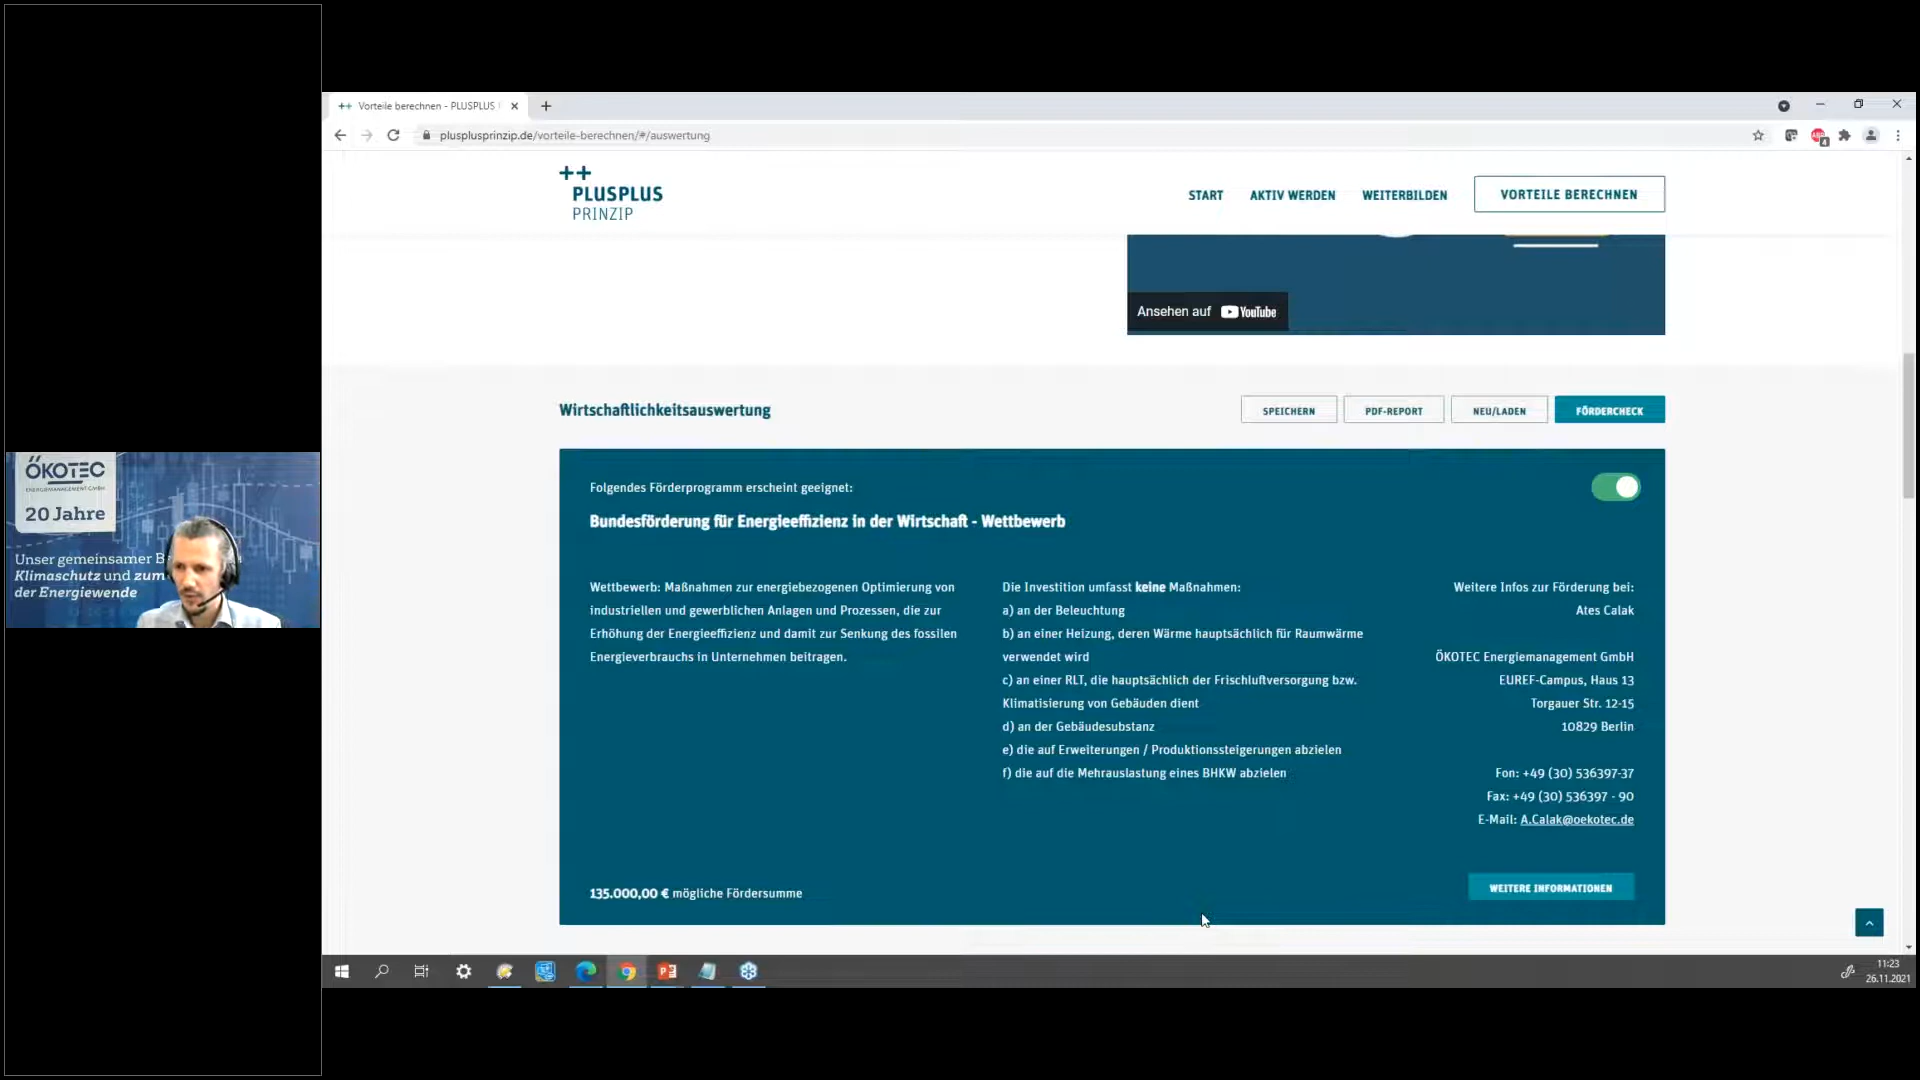 ÖKOTEC
ENERGIEMANAGEMENT GMBH
20 Jahre
Unser gemeinsamer
Klimaschutz und zum
der Energiewende
Vorteile berechnen - PLUSPLUS
plusplusprinzip.de/vorteile-berechnen/#/auswertung
4
++
PLUSPLUS
PRINZIP
START
AKTIV WERDEN
WEITERBILDEN
VORTEILE BERECHNEN
Ansehen auf YouTube
Wirtschaftlichkeitsauswertung
SPEICHERN
PDF-REPORT
NEU/LADEN
FÖRDERCHECK
Folgendes Förderprogramm erscheint geeignet:
Bundesförderung für Energieeffizienz in der Wirtschaft - Wettbewerb
Wettbewerb: Maßnahmen zur energiebezogenen Optimierung von
industriellen und gewerblichen Anlagen und Prozessen, die zur
Erhöhung der Energieeffizienz und damit zur Senkung des fossilen
Energieverbrauchs in Unternehmen beitragen.
Die Investition umfasst keine Maßnahmen:
a) an der Beleuchtung
b) an einer Heizung, deren Wärme hauptsächlich für Raumwärme
verwendet wird
c) an einer RLT, die hauptsächlich der Frischluftversorgung bzw.
Klimatisierung von Gebäuden dient
d) an der Gebäudesubstanz
e) die auf Erweiterungen / Produktionssteigerungen abzielen
f) die auf die Mehrauslastung eines BHKW abzielen
Weitere Infos zur Förderung bei:
Ates Calak
ÖKOTEC Energiemanagement GmbH
EUREF-Campus, Haus 13
Torgauer Str. 12-15
10829 Berlin
Fon: +49 (30) 536397-37
Fax: +49 (30) 536397 - 90
E-Mail: A.Calak@oekotec.de
135.000,00 € mögliche Fördersumme
WEITERE INFORMATIONEN
11:23
26.11.2021